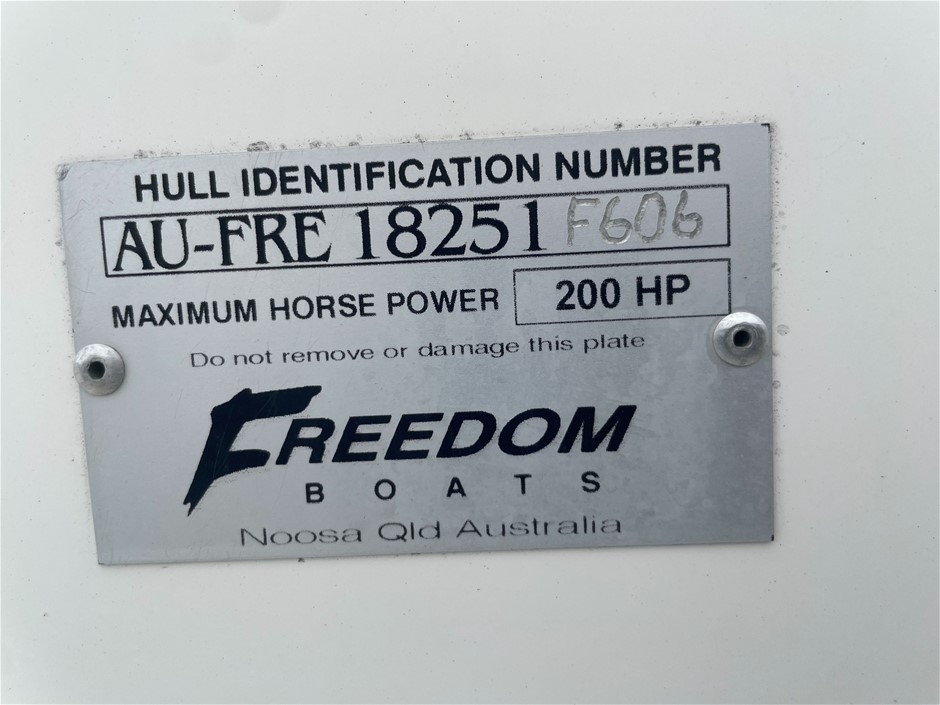 HULL IDENTIFICATION NUMBER
AU-FRE 18251 F606
MAXIMUM HORSE POWER 200 HP
Do not remove or damage this plate
FREEDOM
BOATS
Noosa Qld Australia